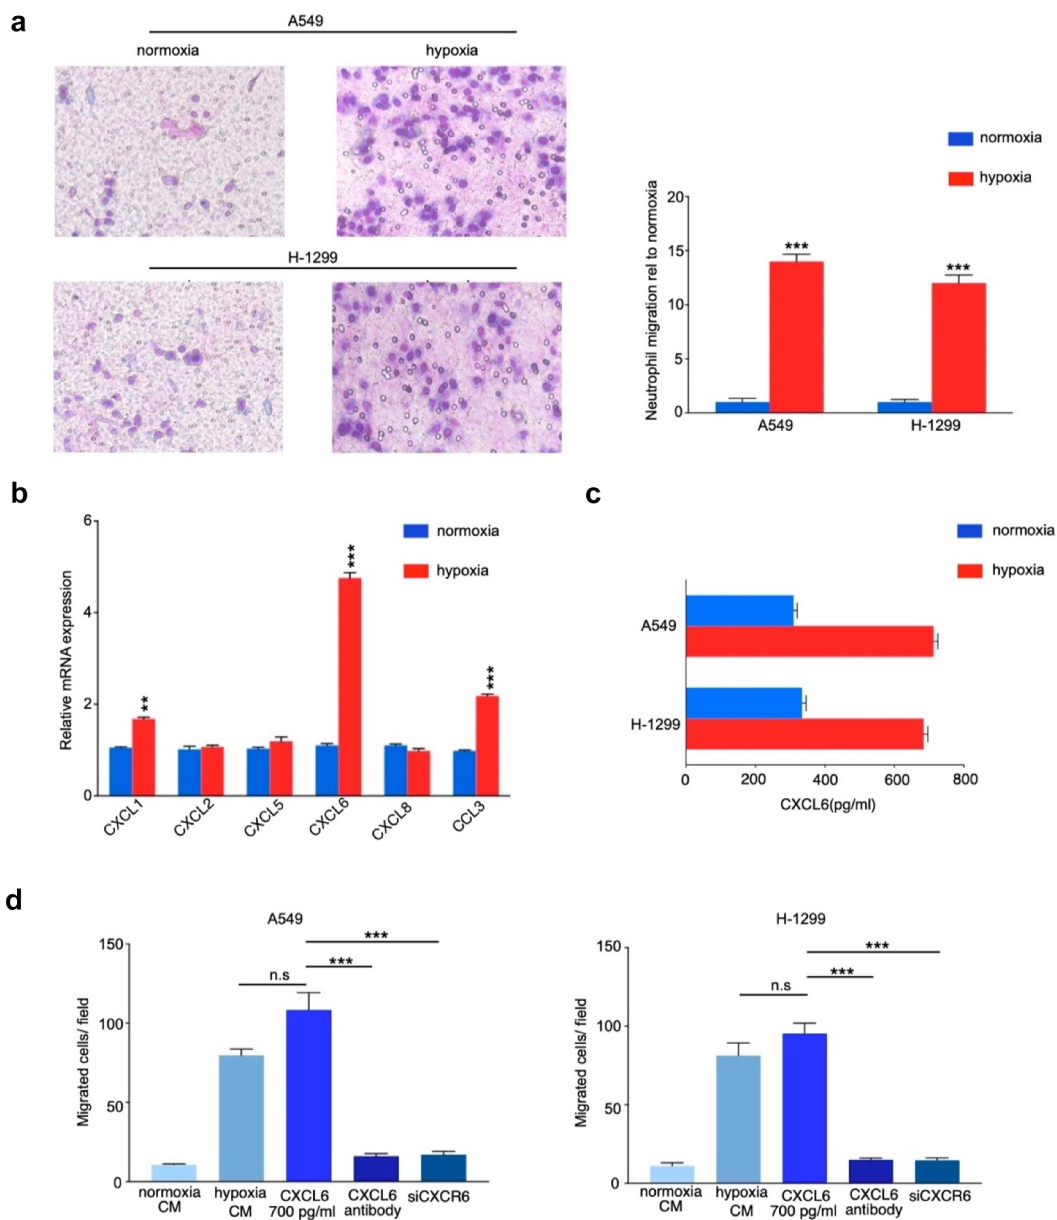 a
A549
normoxia
hypoxia
H-1299
normoxia
hypoxia
Neutrophil migration rel to normoxia
20
15
10
5
0
***
***
A549
H-1299
b
normoxia
hypoxia
Relative mRNA expression
6
4
2
0
**
***
***
CXCL1
CXCL2
CXCL5
CXCL6
CXCL8
CCL3
c
normoxia
hypoxia
A549
H-1299
0
200
400
600
800
CXCL6(pg/ml)
d
A549
Migrated cells/ field
150
100
50
0
n.s
***
***
normoxia
CM
hypoxia
CM
CXCL6
700 pg/ml
CXCL6
antibody
siCXCR6
H-1299
Migrated cells/ field
150
100
50
0
n.s
***
***
normoxia
CM
hypoxia
CM
CXCL6
700 pg/ml
CXCL6
antibody
siCXCR6